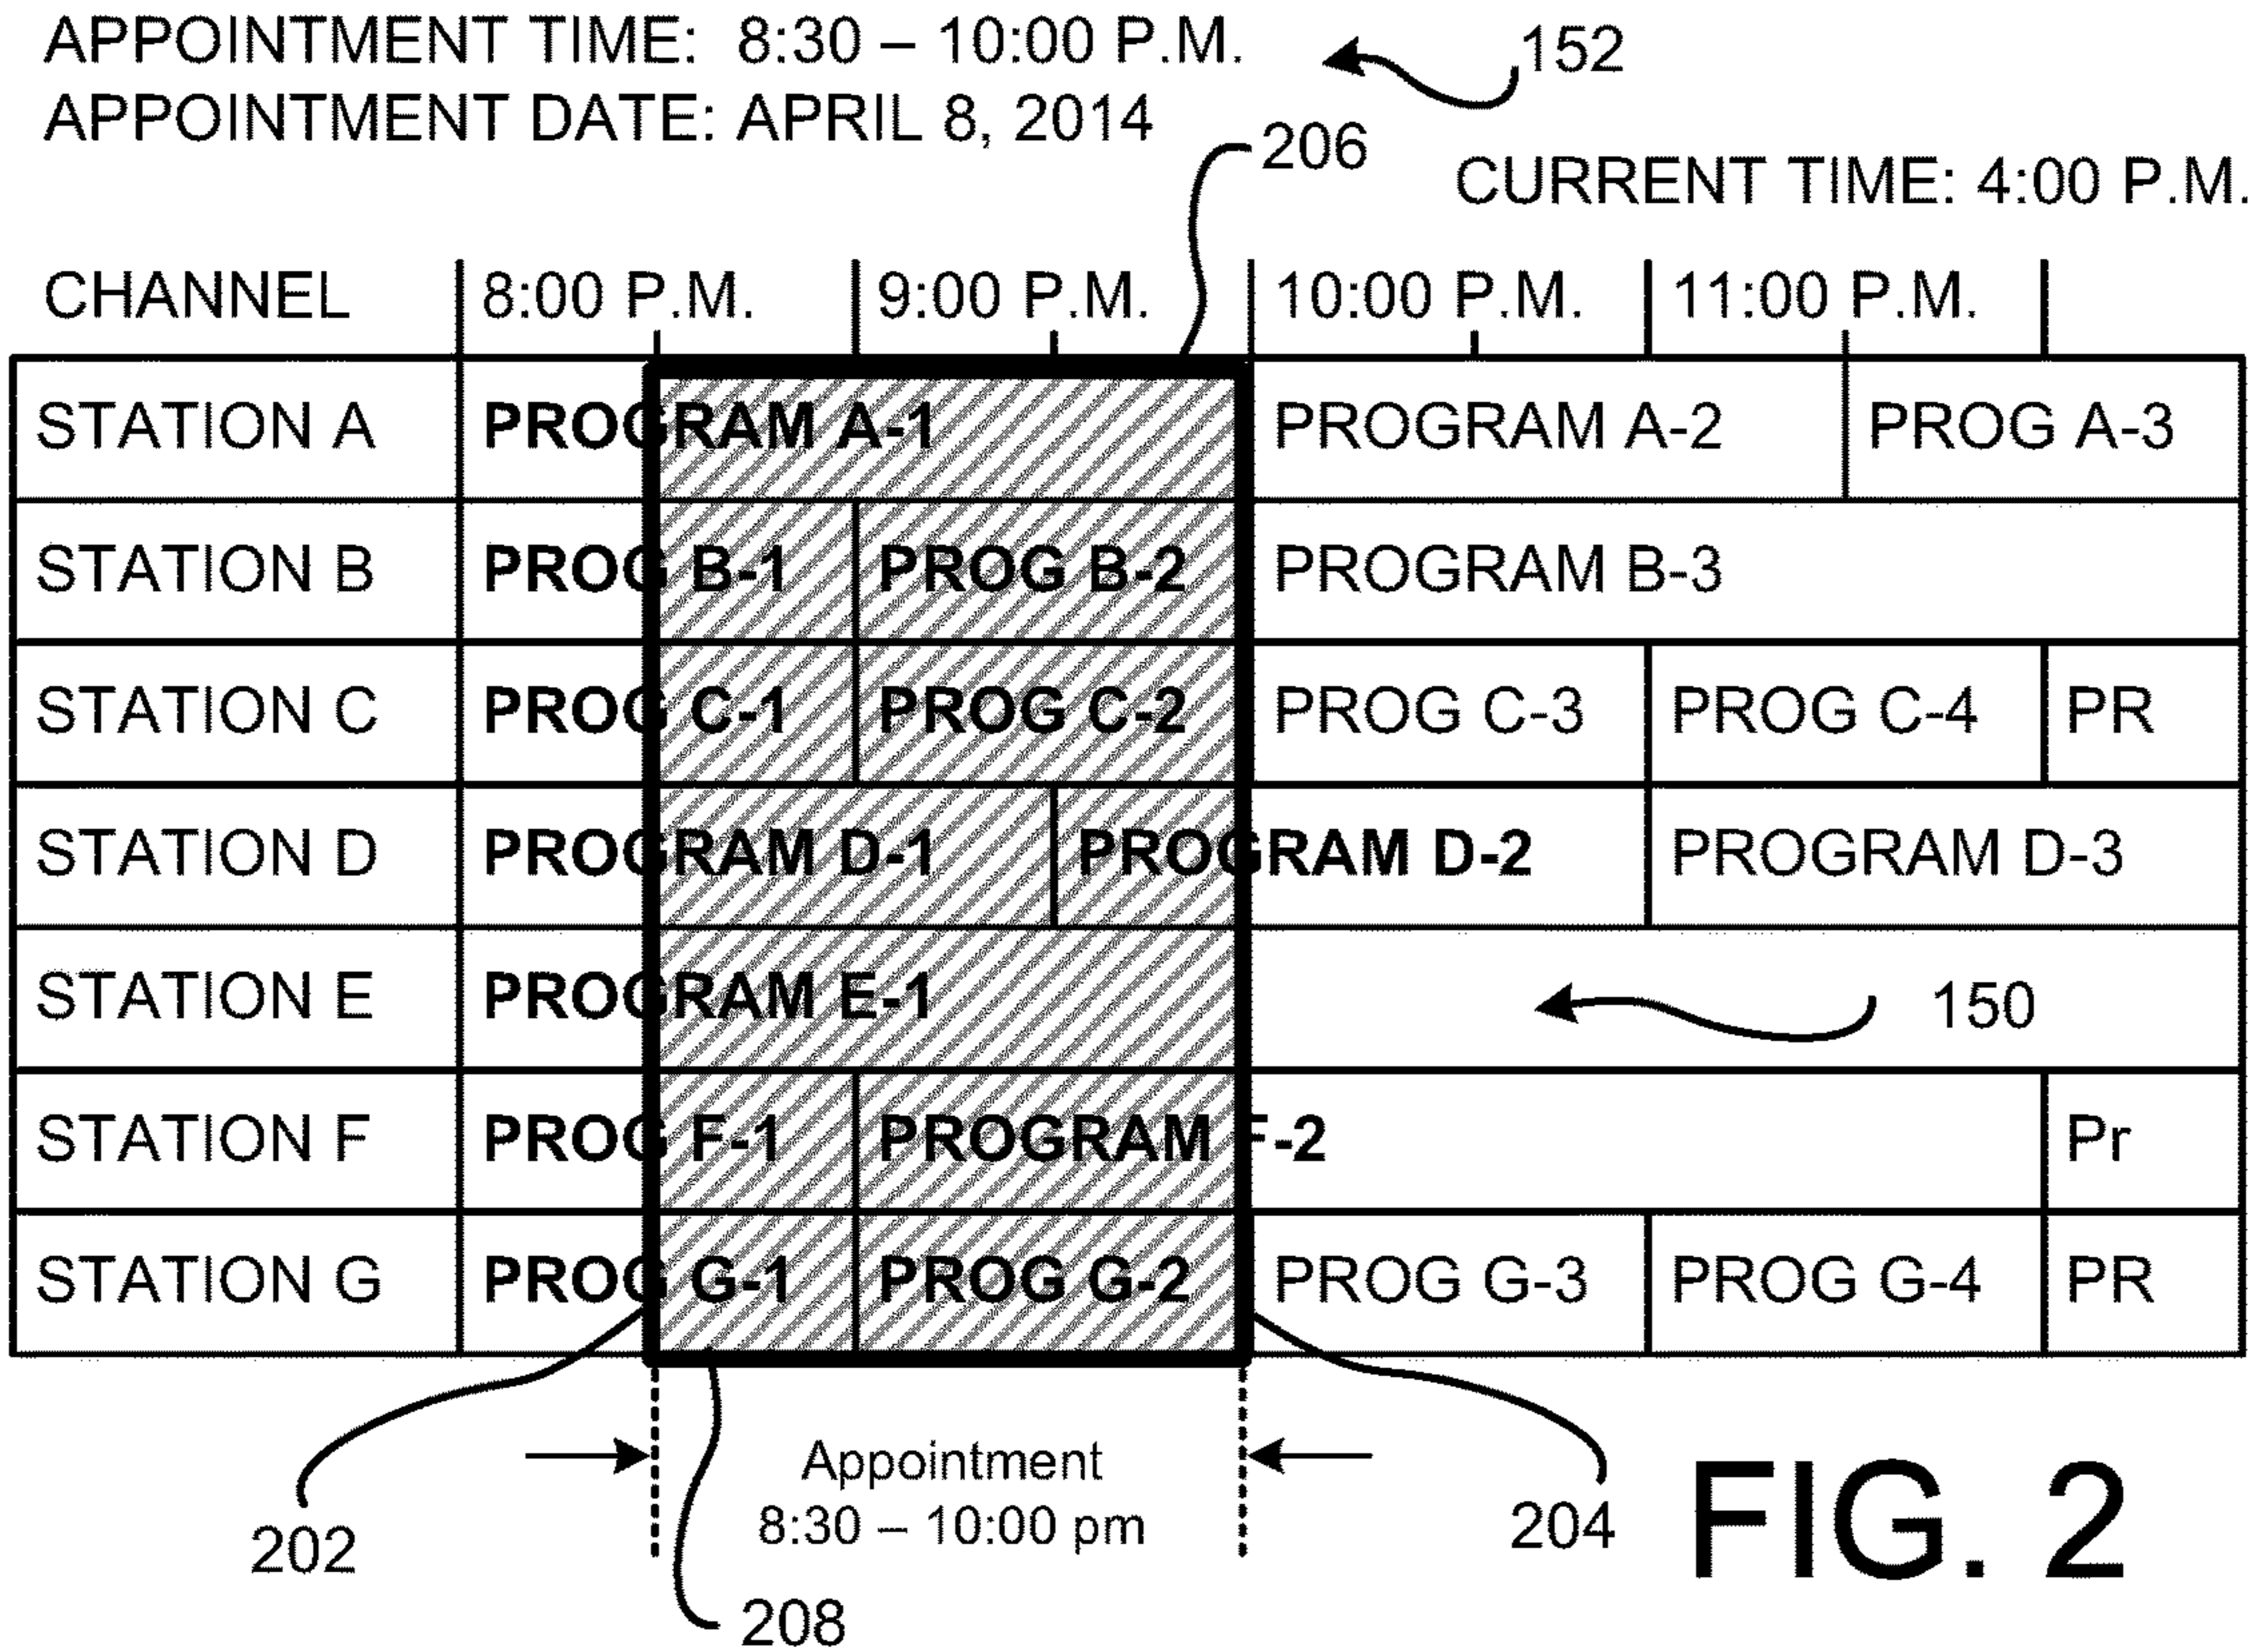 APPOINTMENT TIME: 8:30 – 10:00 P.M.
152
APPOINTMENT DATE: APRIL 8, 2014
206
CURRENT TIME: 4:00 P.M.
CHANNEL 8:00 P.M. 9:00 P.M. 10:00 P.M. 11:00 P.M.
STATION A PROGRAM A-1 PROGRAM A-2 PROG A-3
STATION B PROG B-1 PROG B-2 PROGRAM B-3
STATION C PROG C-1 PROG C-2 PROG C-3 PROG C-4 PR
STATION D PROGRAM D-1 PROGRAM D-2 PROGRAM D-3
STATION E PROGRAM E-1 150
STATION F PROG F-1 PROGRAM F-2 Pr
STATION G PROG G-1 PROG G-2 PROG G-3 PROG G-4 PR
Appointment
8:30 – 10:00 pm
202
204
208
FIG. 2